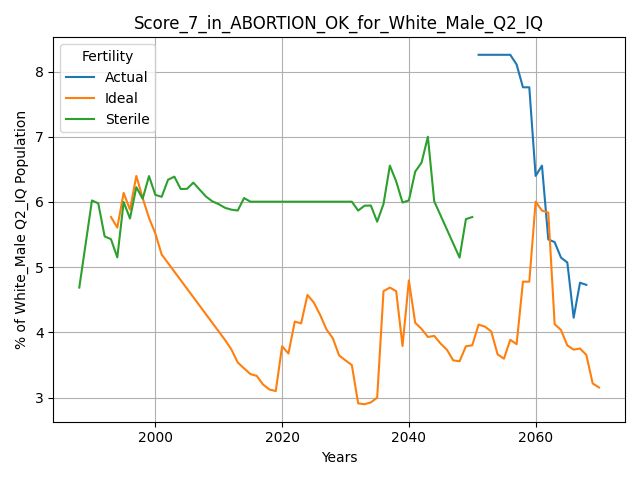 Score_7_in_ABORTION_OK_for_White_Male_Q2_IQ
Fertility
Actual
Ideal
Sterile
% of White_Male Q2_IQ Population
8
7
6
5
4
3
2000
2020
2040
2060
Years